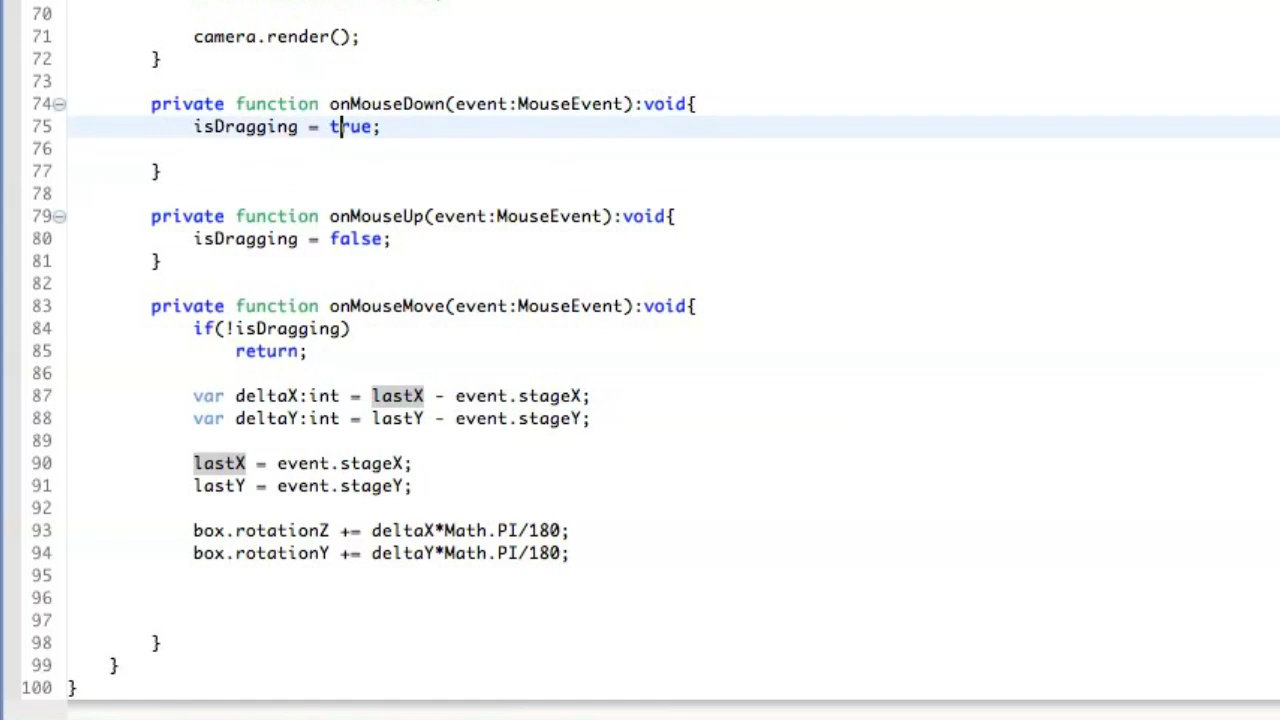 70
71 camera.render();
72 }
73
74 private function onMouseDown(event:MouseEvent):void{
75 isDragging = true;
76
77 }
78
79 private function onMouseUp(event:MouseEvent):void{
80 isDragging = false;
81 }
82
83 private function onMouseMove(event:MouseEvent):void{
84 if(!isDragging)
85 return;
86
87 var deltaX:int = lastX - event.stageX;
88 var deltaY:int = lastY - event.stageY;
89
90 lastX = event.stageX;
91 lastY = event.stageY;
92
93 box.rotationZ += deltaX*Math.PI/180;
94 box.rotationY += deltaY*Math.PI/180;
95
96
97
98 }
99 }
100 }